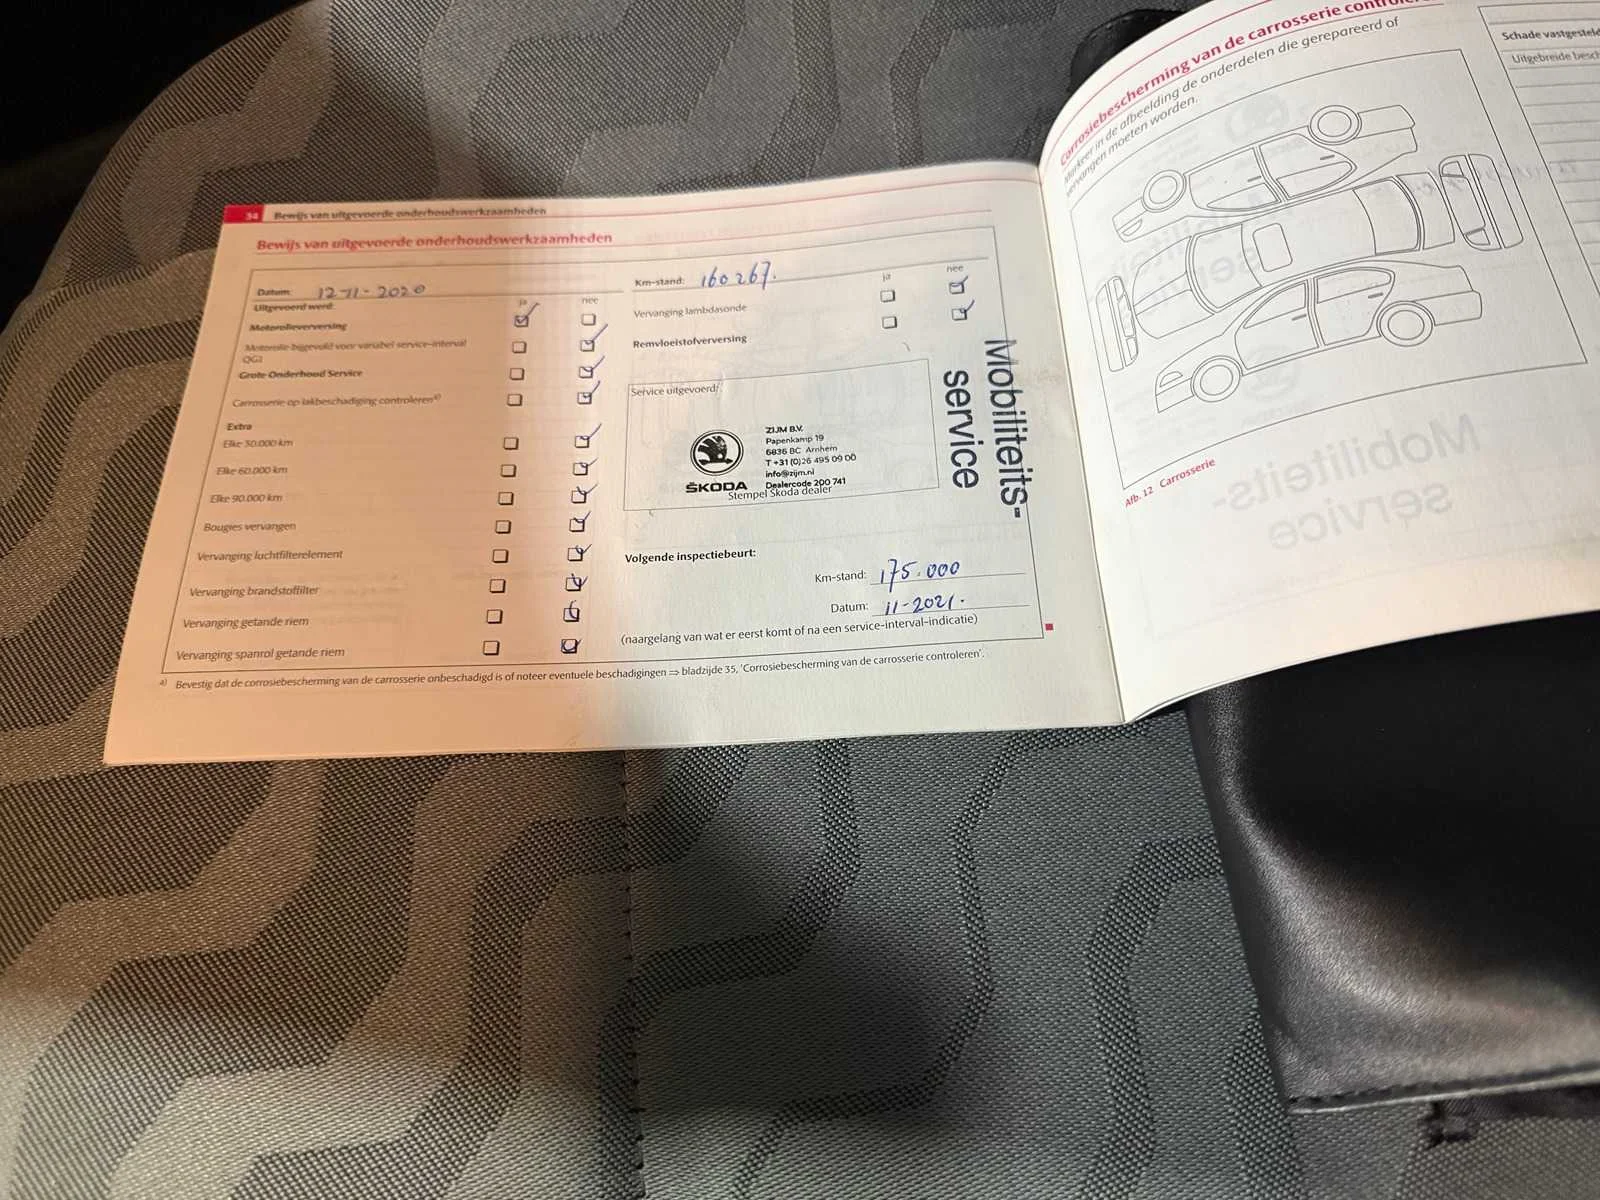 34 Bewijs van uitgevoerde onderhoudswerkzaamheden
Bewijs van uitgevoerde onderhoudswerkzaamheden
Datum: 12-11-2020
Uitgevoerd werd: ja nee
Motorolieverversing
Motorolie bijgevuld voor variabel service-interval
QG1
Grote Onderhoud Service
Carrosserie op lakbeschadiging controleren a)
Extra
Elke 30.000 km
Elke 60.000 km
Elke 90.000 km
Bougies vervangen
Vervanging luchtfilterelement
Vervanging brandstoffilter
Vervanging getande riem
Vervanging spanrol getande riem
Km-stand: 160267.
ja nee
Vervanging lambdasonde
Remvloeistofverversing
Service uitgevoerd:
ŠKODA
ZIJM B.V.
Papenkamp 19
6836 BC Arnhem
T +31 (0)26 495 09 00
info@zijm.nl
Dealercode 200 741
Stempel Škoda dealer
Mobiliteits-
service
Volgende inspectiebeurt:
Km-stand: 175.000
Datum: 11-2021.
(naargelang van wat er eerst komt of na een service-interval-indicatie)
a) Bevestig dat de corrosiebescherming van de carrosserie onbeschadigd is of noteer eventuele beschadigingen ⇒ bladzijde 35, 'Corrosiebescherming van de carrosserie controleren'.
Corrosiebescherming van de carrosserie controleren
Markeer in de afbeelding de onderdelen die gerepareerd of
vervangen moeten worden.
Afb. 12 Carrosserie
Schade vastgesteld
Uitgebreide